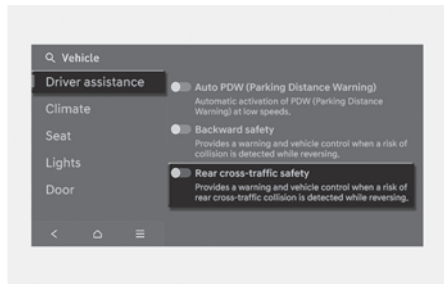 Vehicle
Driver assistance
Climate
Seat
Lights
Door
Auto PDW (Parking Distance Warning)
Automatic activation of PDW (Parking Distance
Warning) at low speeds.
Backward safety
Provides a warning and vehicle control when a risk of
collision is detected while reversing.
Rear cross-traffic safety
Provides a warning and vehicle control when a risk of
rear cross-traffic collision is detected while reversing.